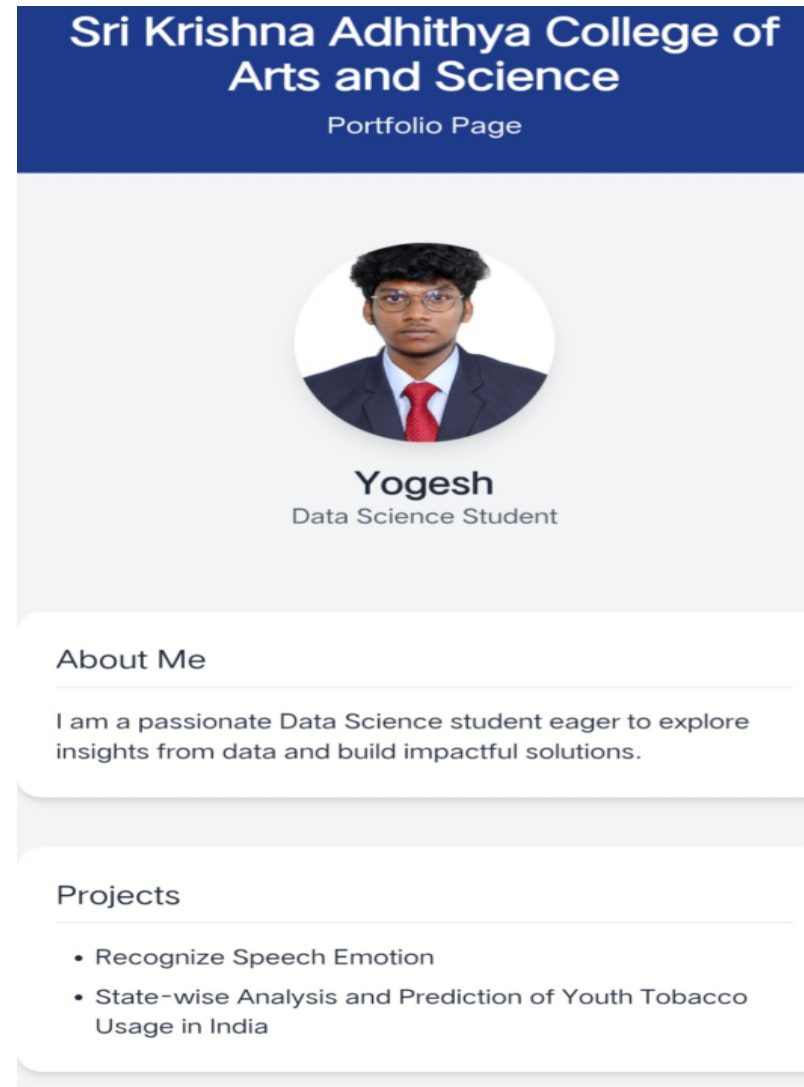 Sri Krishna Adhithya College of
Arts and Science
Portfolio Page
Yogesh
Data Science Student
About Me
I am a passionate Data Science student eager to explore
insights from data and build impactful solutions.
Projects
• Recognize Speech Emotion
• State-wise Analysis and Prediction of Youth Tobacco
Usage in India